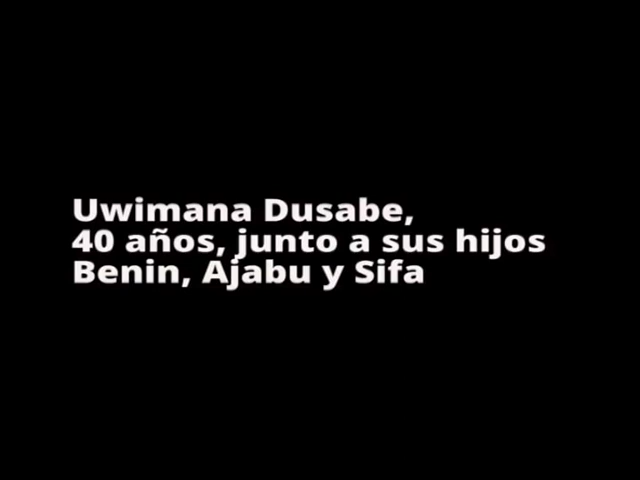 Uwimana Dusabe,
40 años, junto a sus hijos
Benin, Ajabu y Sifa